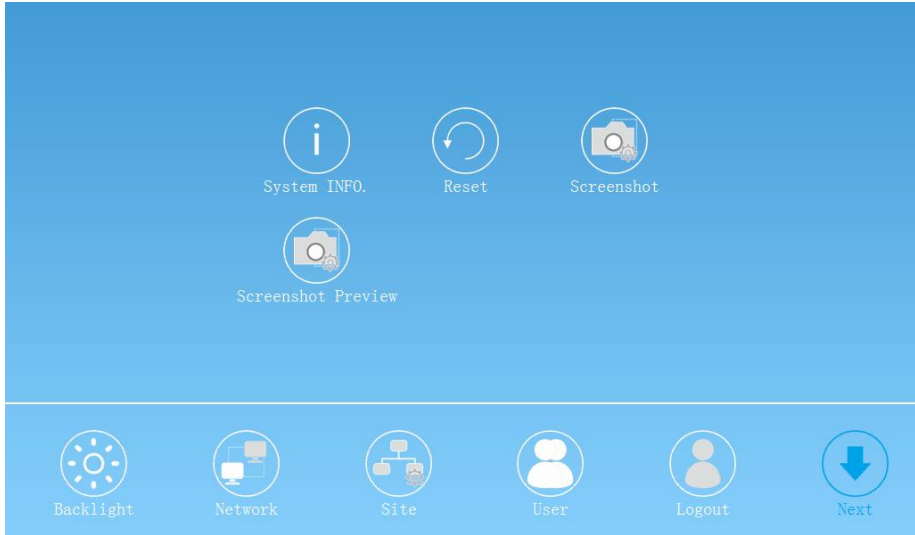 System INFO.
Reset
Screenshot
Screenshot Preview
Backlight
Network
Site
User
Logout
Next